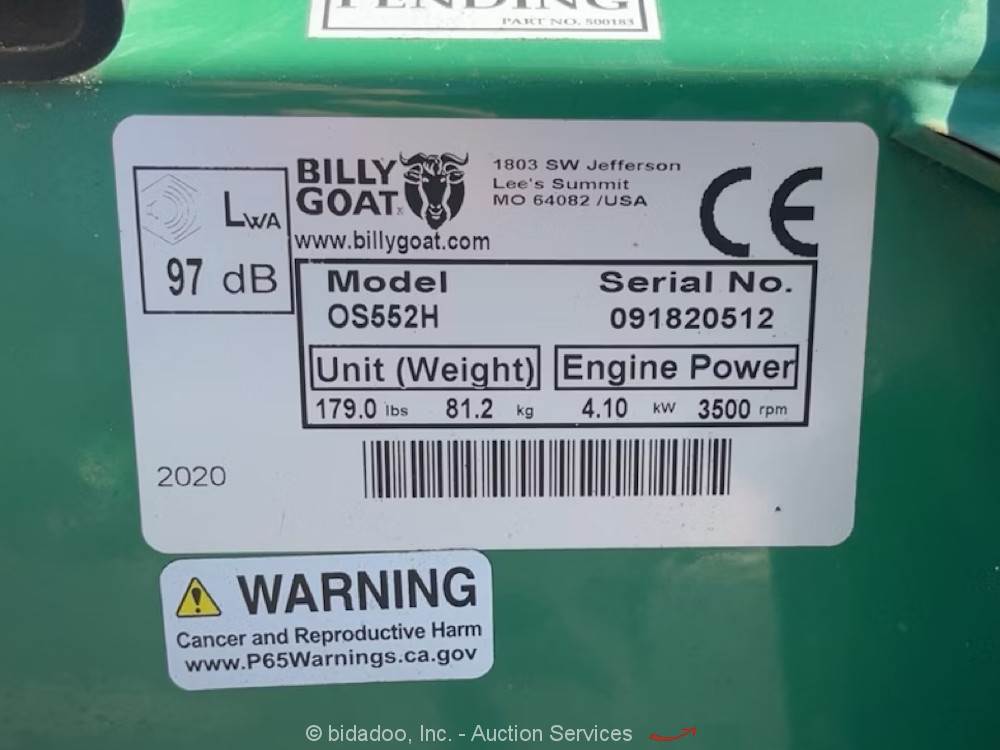 PENDING
PART NO. 500183
LWA
97 dB
BILLY
GOAT
1803 SW Jefferson
Lee's Summit
MO 64082 /USA
www.billygoat.com
CE
Model Serial No.
OS552H 091820512
Unit (Weight) Engine Power
179.0 lbs 81.2 kg 4.10 kW 3500 rpm
2020
WARNING
Cancer and Reproductive Harm
www.P65Warnings.ca.gov
© bidadoo, Inc. - Auction Services